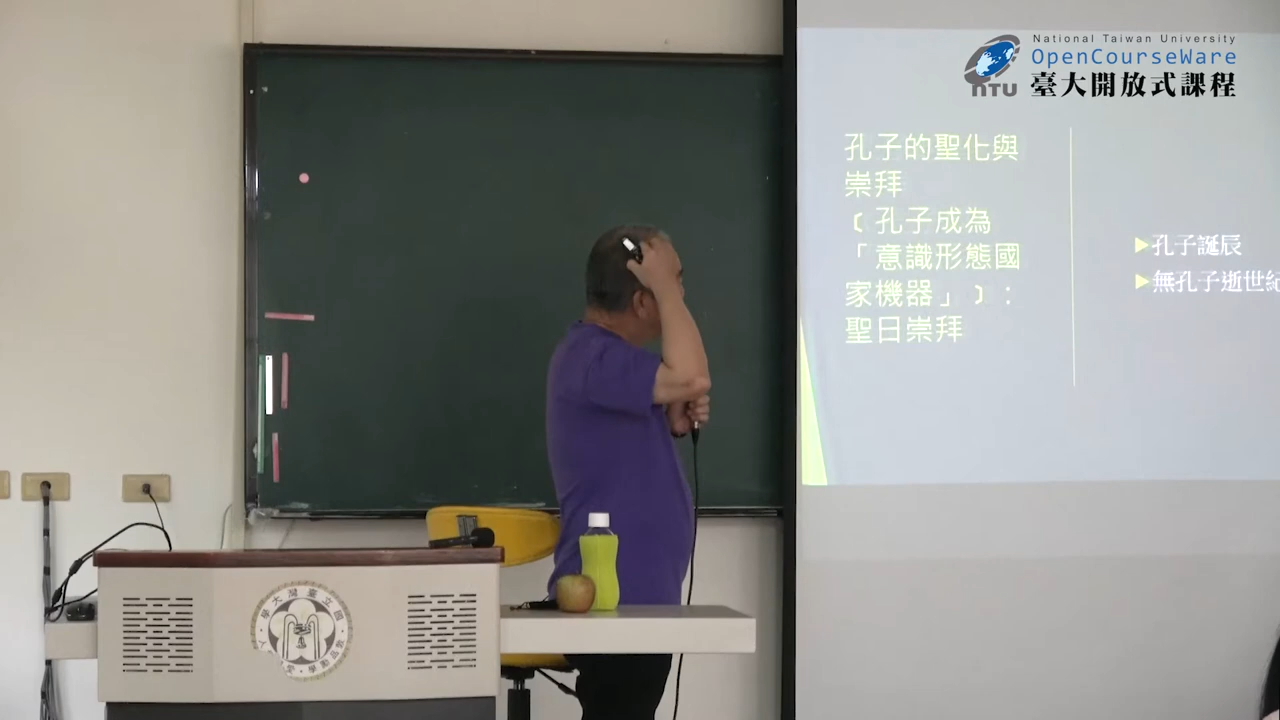 National Taiwan University
OpenCourseWare
NTU
臺大開放式課程
孔子的聖化與
崇拜
﹝孔子成為
「意識形態國
家機器」﹞：
聖日崇拜
孔子誕辰
無孔子逝世紀